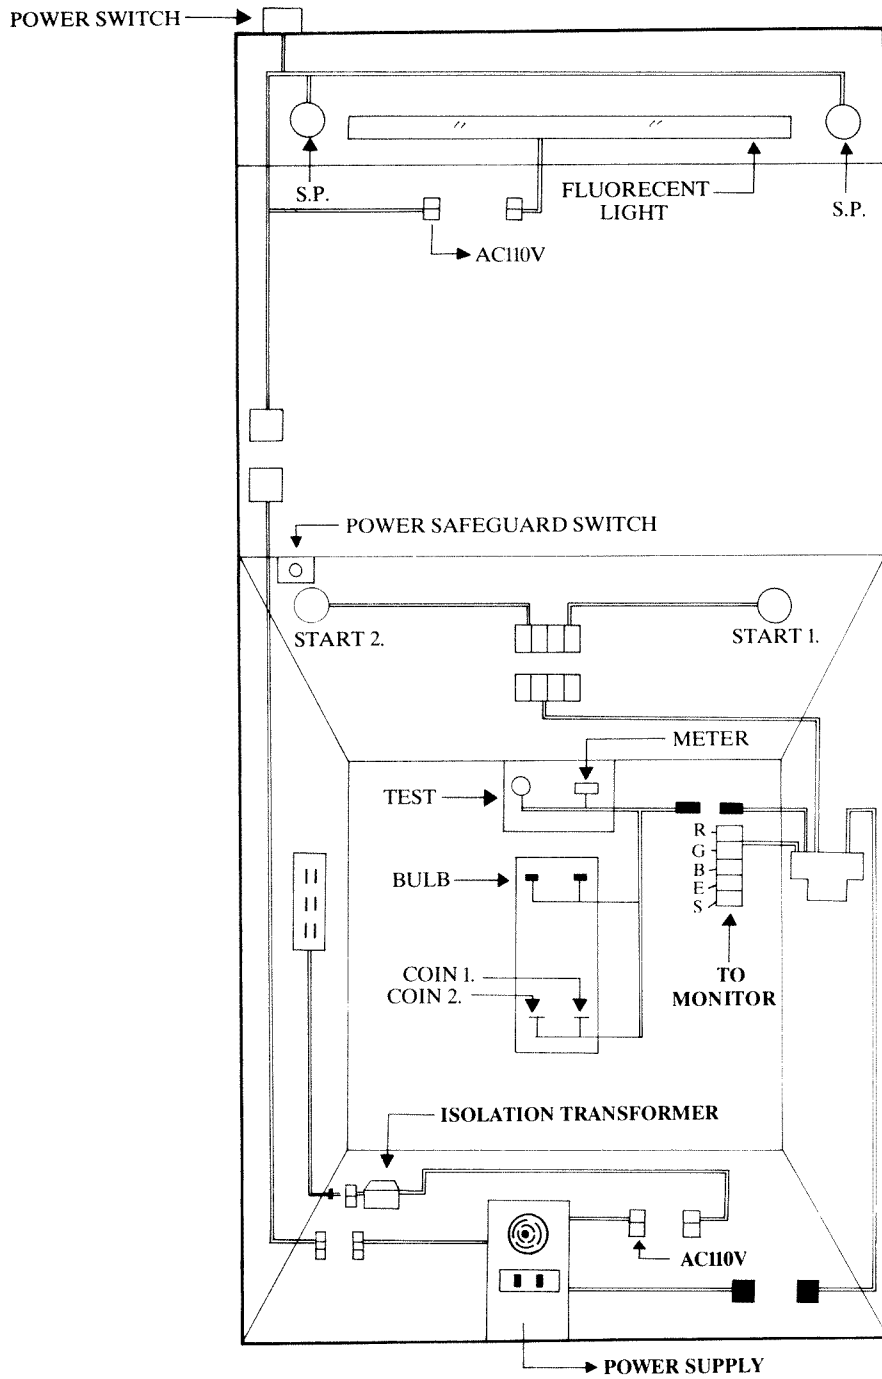 POWER SWITCH
S.P.
FLUORECENT
LIGHT
S.P.
AC110V
POWER SAFEGUARD SWITCH
START 2.
START 1.
METER
TEST
R
G
B
E
S
BULB
TO
MONITOR
COIN 1.
COIN 2.
ISOLATION TRANSFORMER
AC110V
POWER SUPPLY